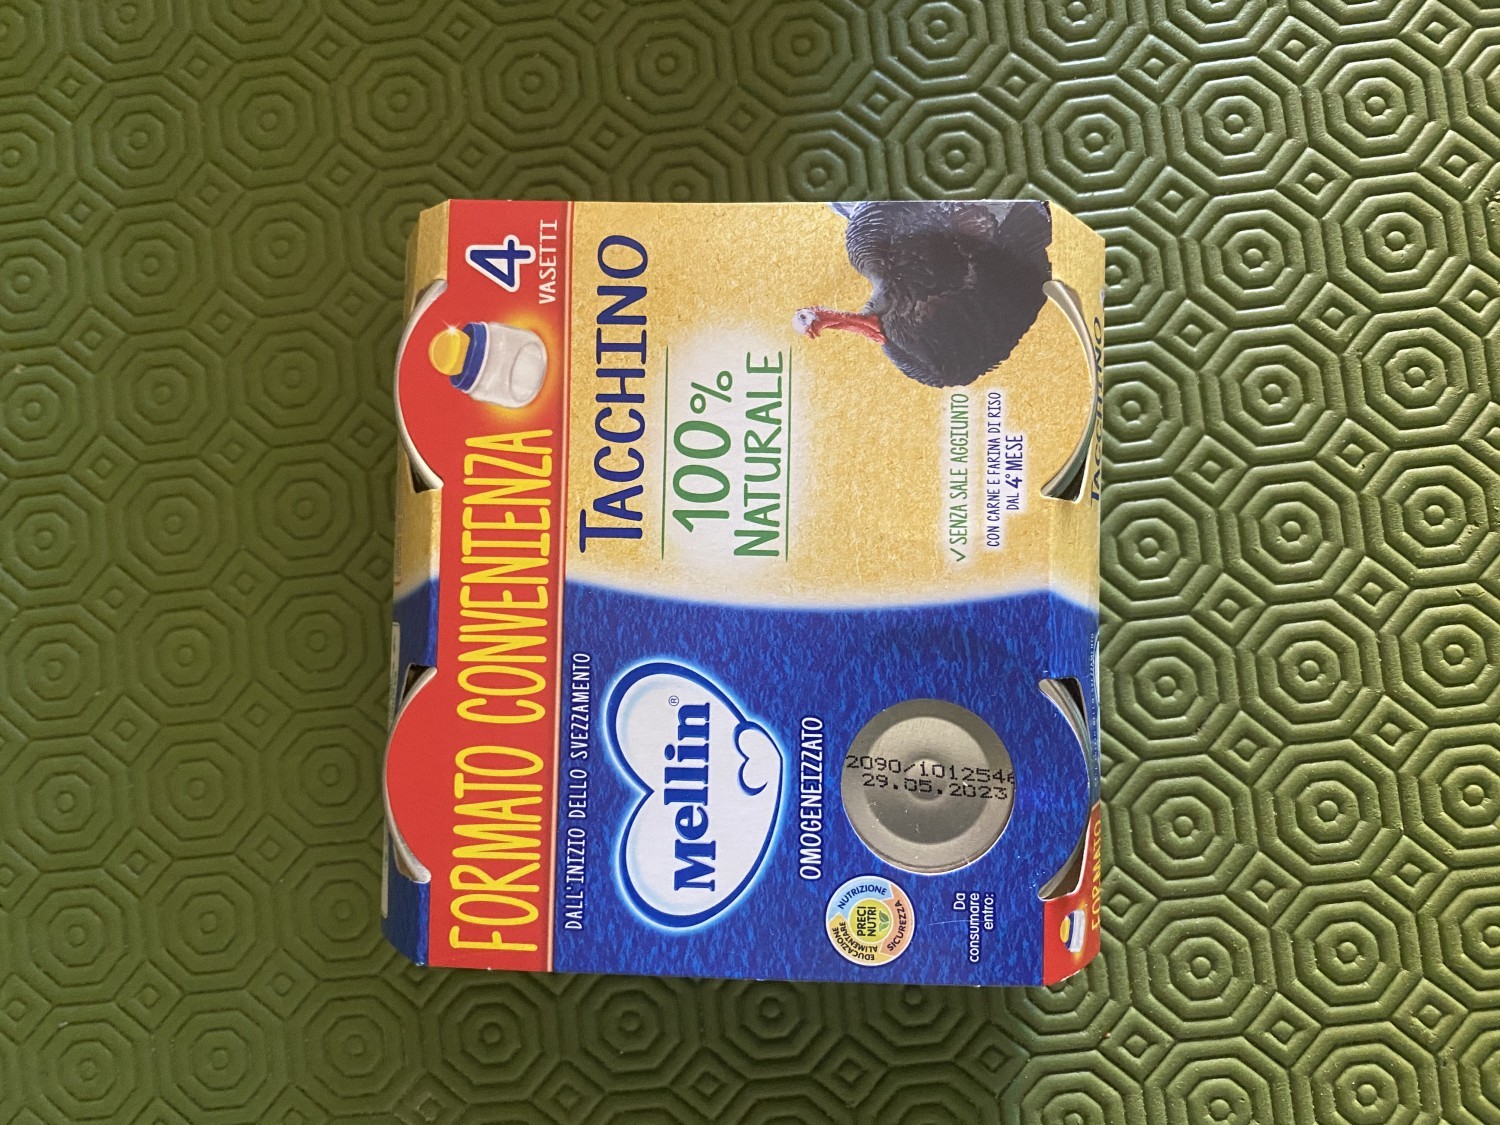 FORMATO CONVENIENZA
4
VASETTI
DALL'INIZIO DELLO SVEZZAMENTO
Mellin®
OMOGENEIZZATO
TACCHINO
100%
NATURALE
✓ SENZA SALE AGGIUNTO
CON CARNE E FARINA DI RISO
DAL 4° MESE
2090/1012546
29.05.2023
NUTRIZIONE
SICUREZZA
EDUCAZIONE
ALIMENTARE
PRECI
NUTRI
Da
consumare
entro:
FORMATO
TACCHINO